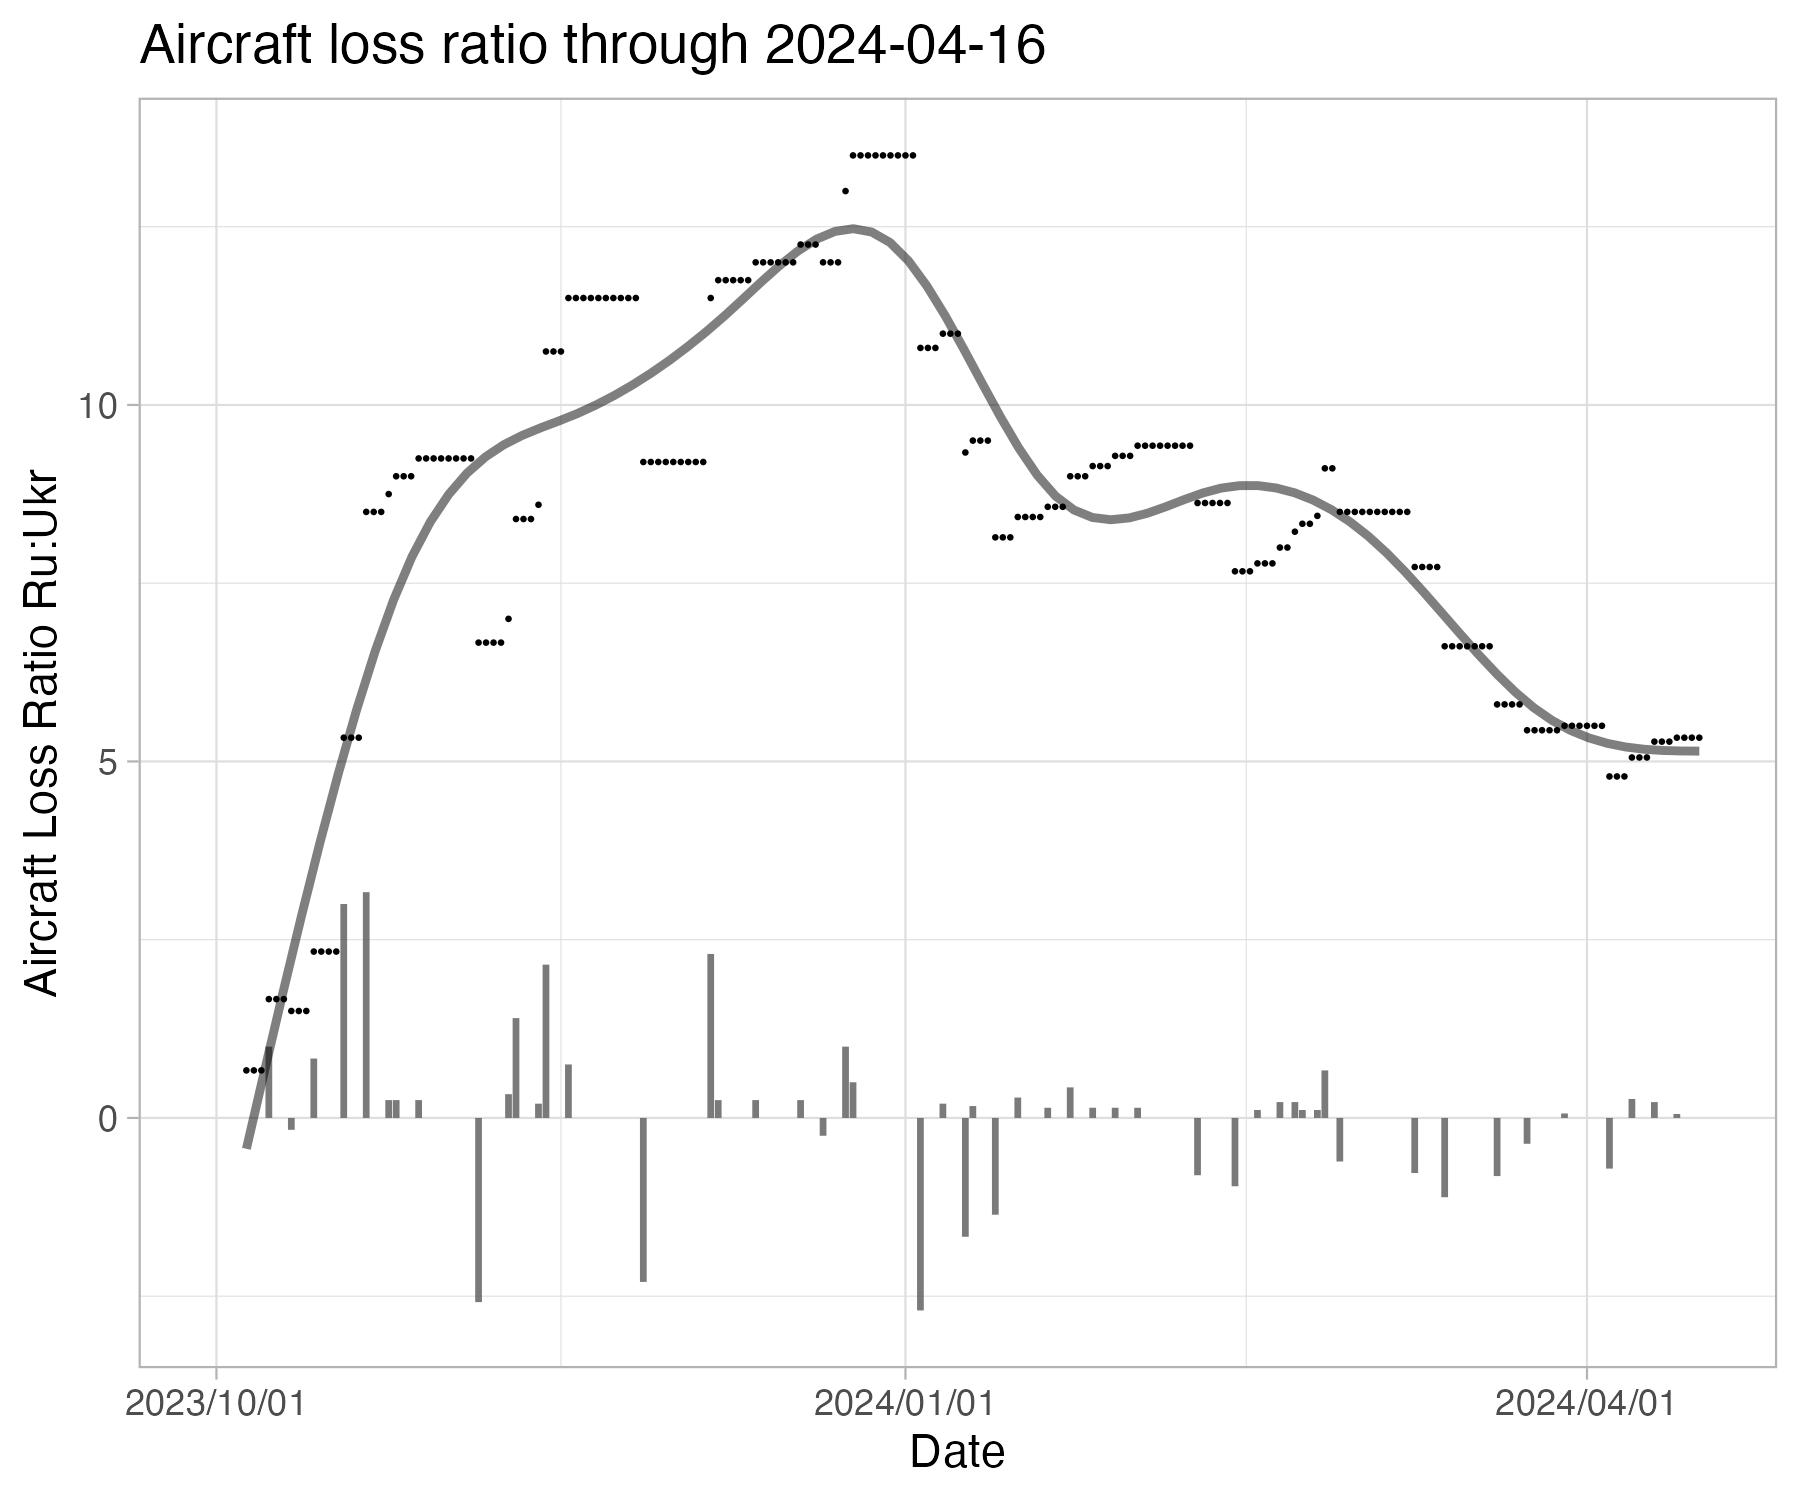 Aircraft loss ratio through 2024-04-16
Aircraft Loss Ratio Ru:Ukr
10
5
0
2023/10/01
2024/01/01
2024/04/01
Date